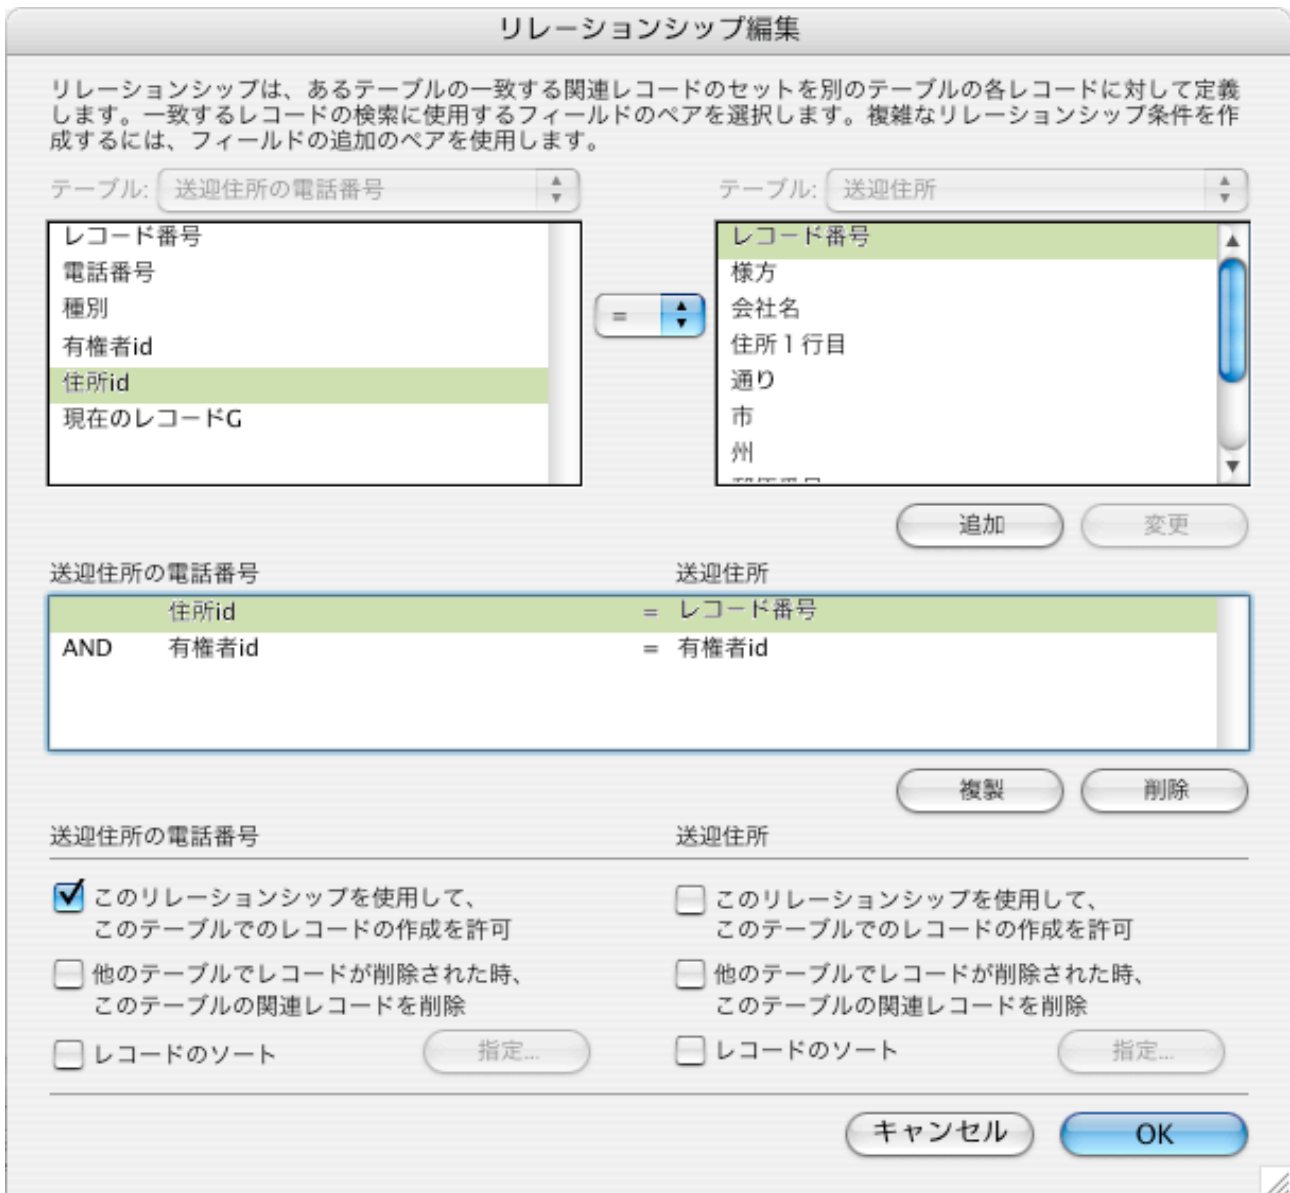 リレーションシップ編集
リレーションシップは、あるテーブルの一致する関連レコードのセットを別のテーブルの各レコードに対して定義
します。一致するレコードの検索に使用するフィールドのペアを選択します。複雑なリレーションシップ条件を作
成するには、フィールドの追加のペアを使用します。
テーブル: 送迎住所の電話番号
テーブル: 送迎住所
レコード番号
電話番号
種別
有権者id
住所id
現在のレコードG
=
レコード番号
様方
会社名
住所1行目
通り
市
州
追加
変更
送迎住所の電話番号
送迎住所
住所id = レコード番号
AND 有権者id = 有権者id
複製
削除
送迎住所の電話番号
このリレーションシップを使用して、
このテーブルでのレコードの作成を許可
他のテーブルでレコードが削除された時、
このテーブルの関連レコードを削除
レコードのソート
指定...
送迎住所
このリレーションシップを使用して、
このテーブルでのレコードの作成を許可
他のテーブルでレコードが削除された時、
このテーブルの関連レコードを削除
レコードのソート
指定...
キャンセル
OK